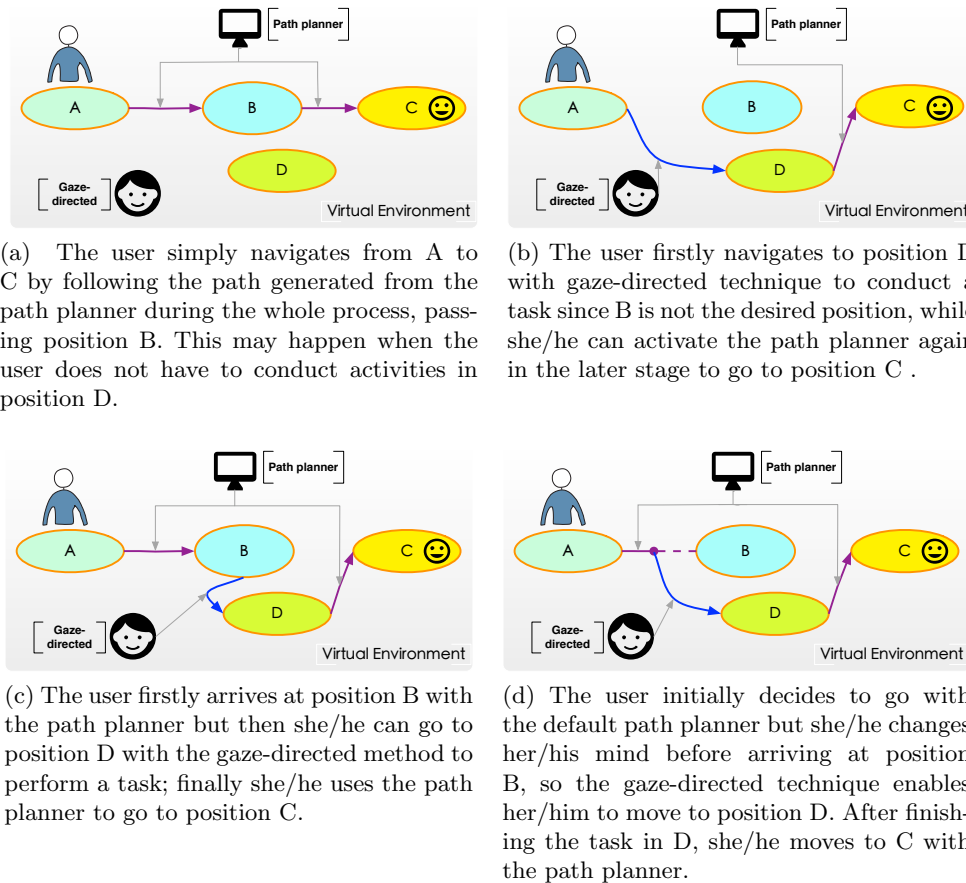 Path planner
A
B
C
D
Gaze-
directed
Virtual Environment
(a) The user simply navigates from A to
C by following the path generated from the
path planner during the whole process, pass-
ing position B. This may happen when the
user does not have to conduct activities in
position D.
Path planner
A
B
C
D
Gaze-
directed
Virtual Environment
(b) The user firstly navigates to position D
with gaze-directed technique to conduct a
task since B is not the desired position, while
she/he can activate the path planner again
in the later stage to go to position C .
Path planner
A
B
C
D
Gaze-
directed
Virtual Environment
(c) The user firstly arrives at position B with
the path planner but then she/he can go to
position D with the gaze-directed method to
perform a task; finally she/he uses the path
planner to go to position C.
Path planner
A
B
C
D
Gaze-
directed
Virtual Environment
(d) The user initially decides to go with
the default path planner but she/he changes
her/his mind before arriving at position
B, so the gaze-directed technique enables
her/him to move to position D. After finish-
ing the task in D, she/he moves to C with
the path planner.